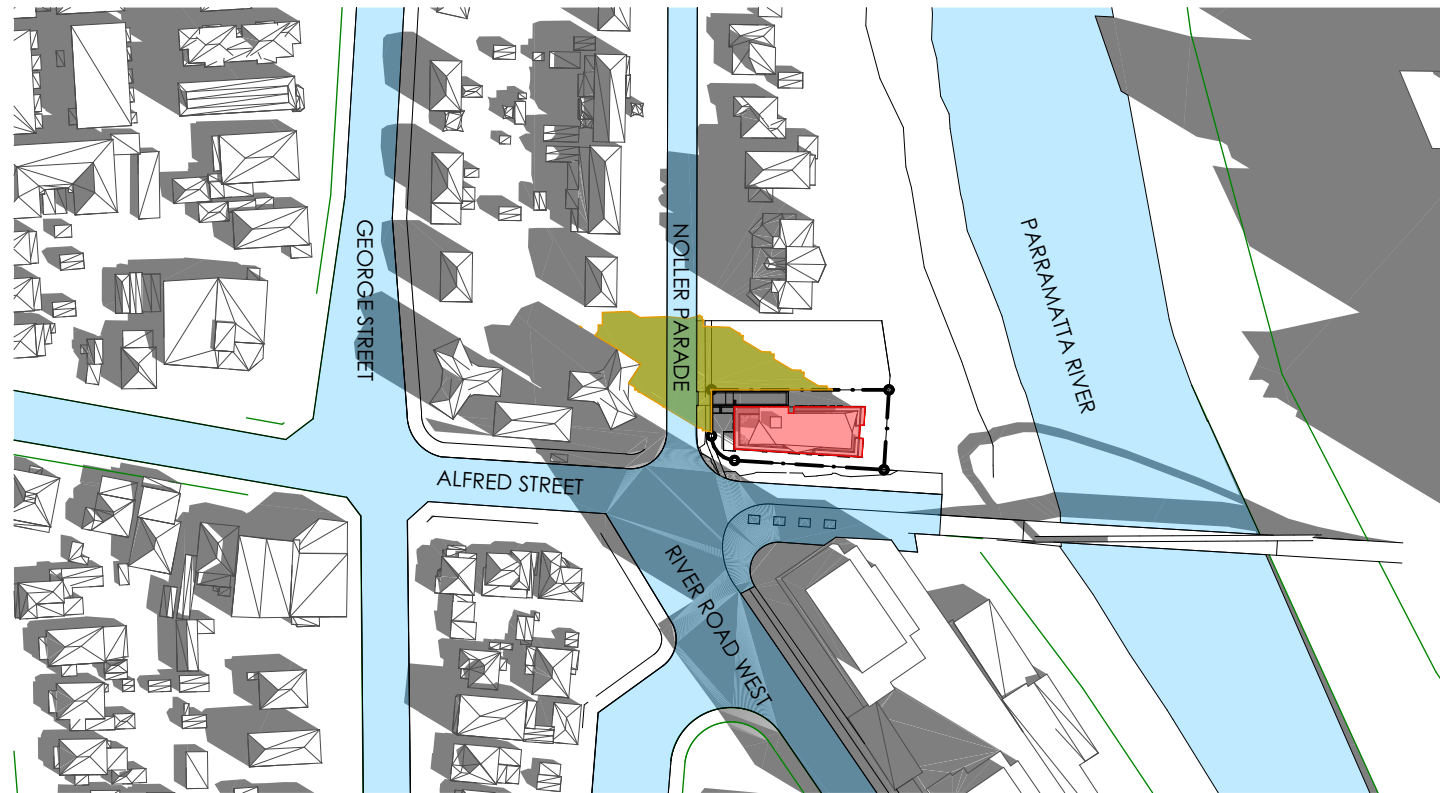 GEORGE STREET
NOLLER PARADE
PARRAMATTA RIVER
ALFRED STREET
RIVER ROAD WEST